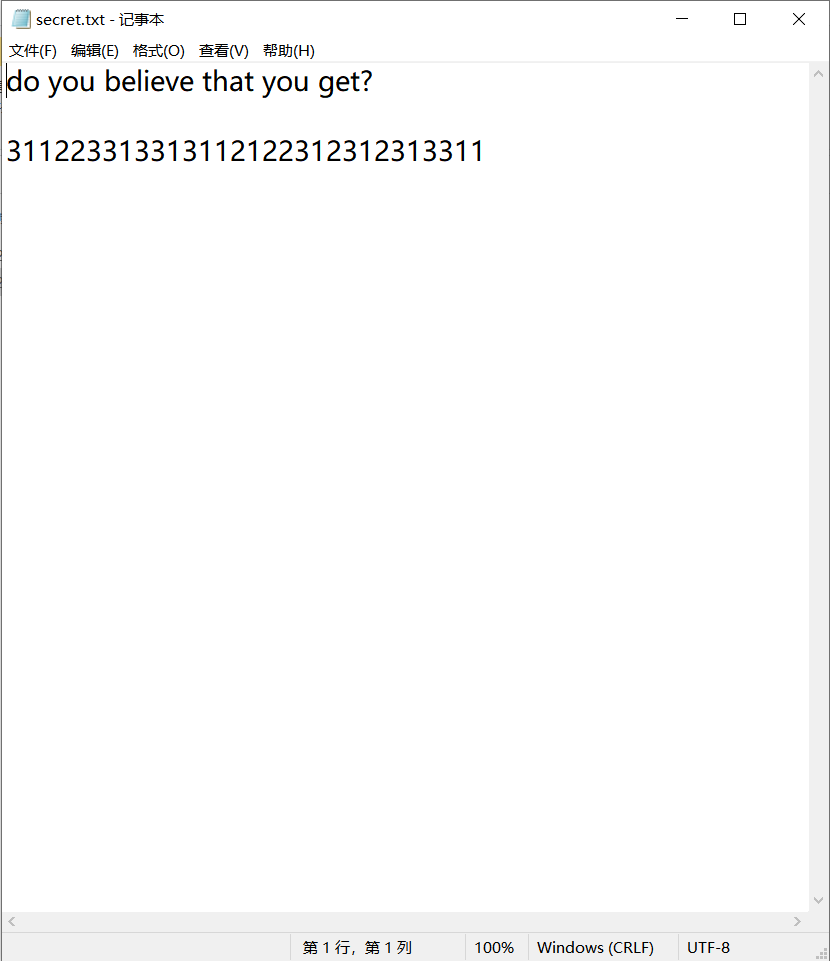 secret.txt - 记事本
文件(F) 编辑(E) 格式(O) 查看(V) 帮助(H)
do you believe that you get?
311223313313112122312312313311
第 1 行，第 1 列 100% Windows (CRLF) UTF-8